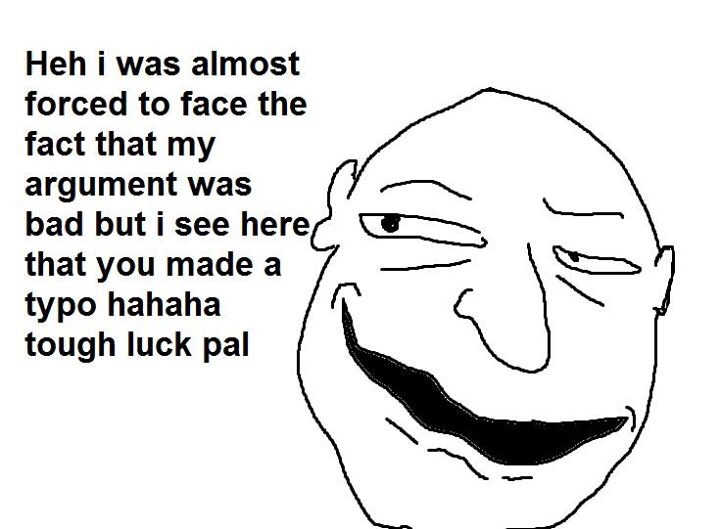 Heh i was almost
forced to face the
fact that my
argument was
bad but i see here
that you made a
typo hahaha
tough luck pal